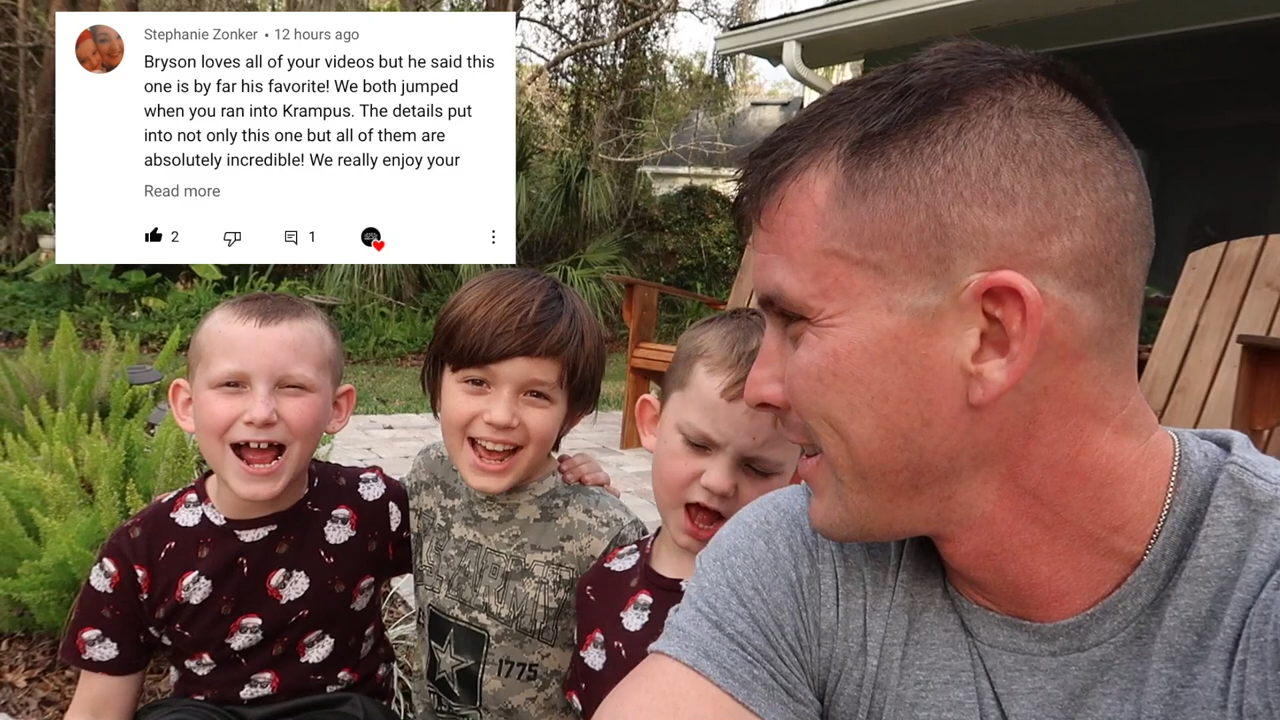 Stephanie Zonker • 12 hours ago
Bryson loves all of your videos but he said this
one is by far his favorite! We both jumped
when you ran into Krampus. The details put
into not only this one but all of them are
absolutely incredible! We really enjoy your
Read more
2
1
ARMY
1775